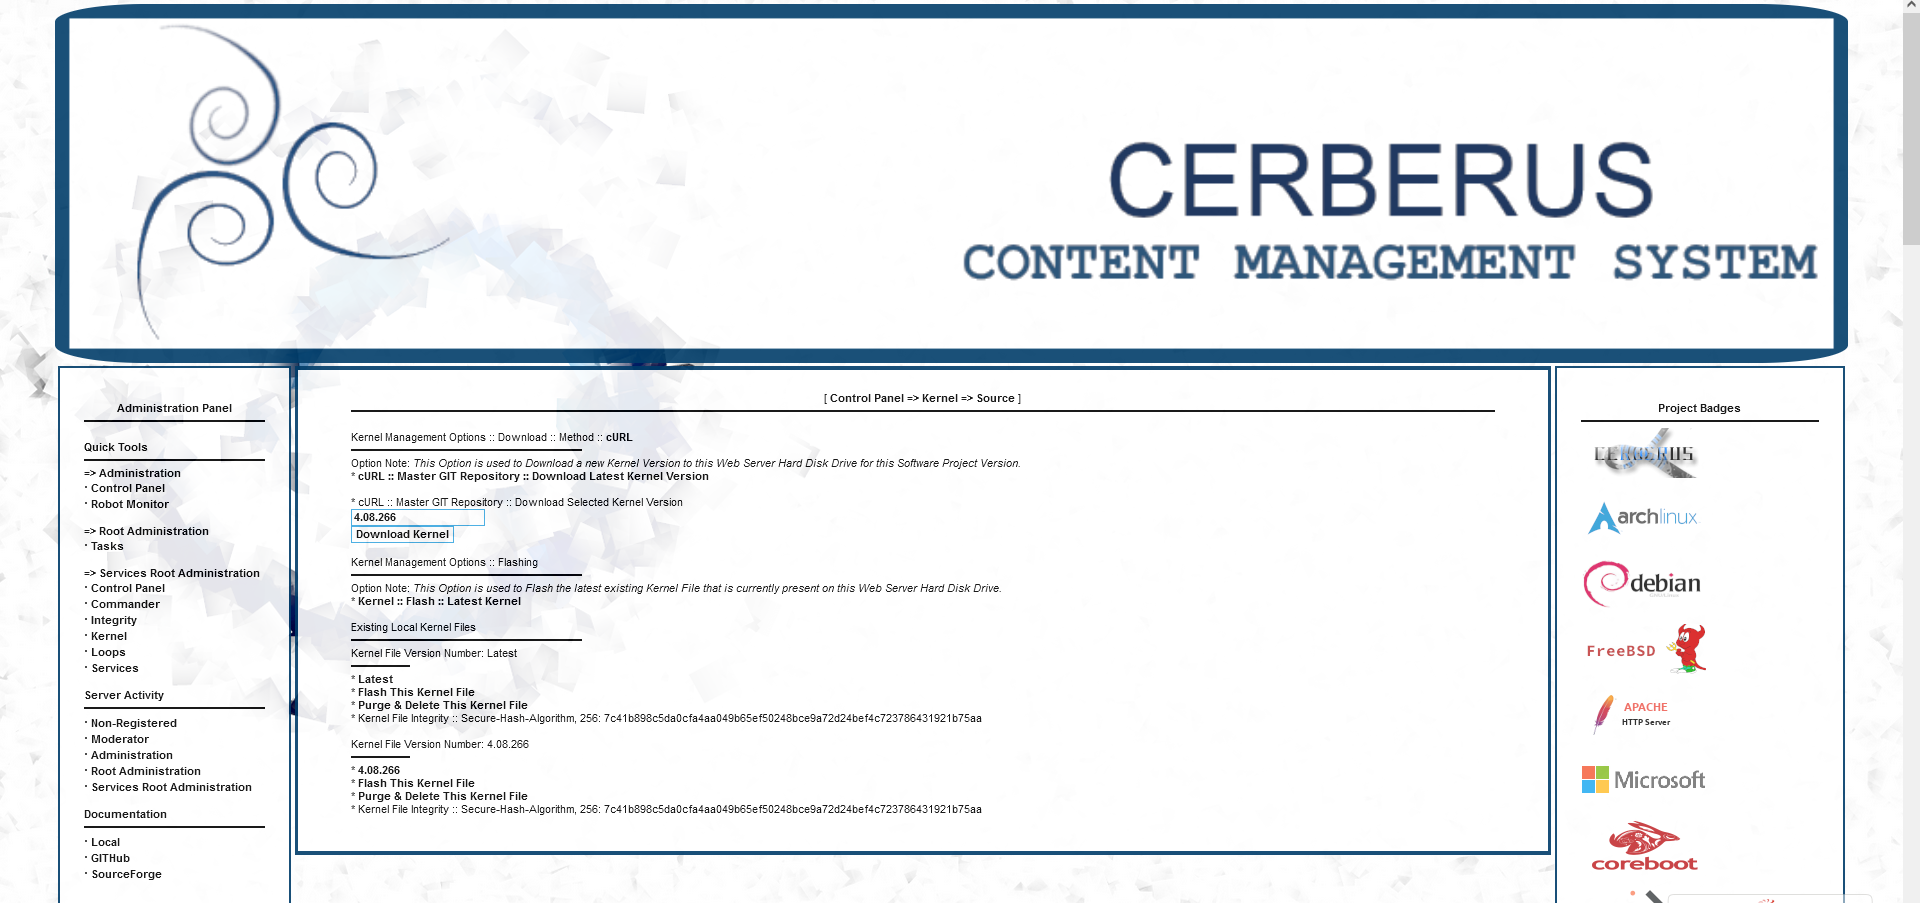 CERBERUS
CONTENT MANAGEMENT SYSTEM
Administration Panel
Quick Tools
=> Administration
· Control Panel
· Robot Monitor
=> Root Administration
· Tasks
=> Services Root Administration
· Control Panel
· Commander
· Integrity
· Kernel
· Loops
· Services
Server Activity
· Non-Registered
· Moderator
· Administration
· Root Administration
· Services Root Administration
Documentation
· Local
· GITHub
· SourceForge
[ Control Panel => Kernel => Source ]
Kernel Management Options :: Download :: Method :: cURL
Option Note: This Option is used to Download a new Kernel Version to this Web Server Hard Disk Drive for this Software Project Version.
* cURL :: Master GIT Repository :: Download Latest Kernel Version
* cURL :: Master GIT Repository :: Download Selected Kernel Version
4.08.266
Download Kernel
Kernel Management Options :: Flashing
Option Note: This Option is used to Flash the latest existing Kernel File that is currently present on this Web Server Hard Disk Drive.
* Kernel :: Flash :: Latest Kernel
Existing Local Kernel Files
Kernel File Version Number: Latest
* Latest
* Flash This Kernel File
* Purge & Delete This Kernel File
* Kernel File Integrity :: Secure-Hash-Algorithm, 256: 7c41b898c5da0cfa4aa049b65ef50248bce9a72d24bef4c723786431921b75aa
Kernel File Version Number: 4.08.266
* 4.08.266
* Flash This Kernel File
* Purge & Delete This Kernel File
* Kernel File Integrity :: Secure-Hash-Algorithm, 256: 7c41b898c5da0cfa4aa049b65ef50248bce9a72d24bef4c723786431921b75aa
Project Badges
CERBERUS
archlinux
debian
FreeBSD
APACHE
HTTP Server
Microsoft
coreboot